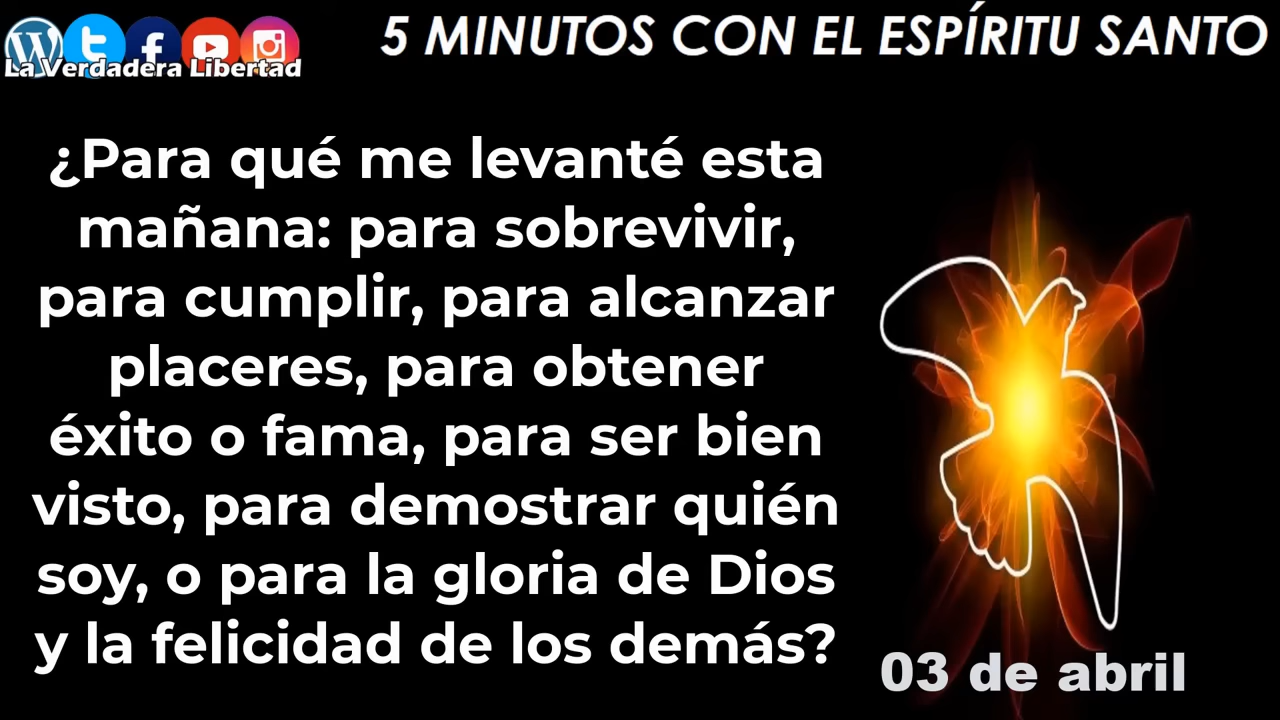 5 MINUTOS CON EL ESPÍRITU SANTO
La Verdadera Libertad
¿Para qué me levanté esta
mañana: para sobrevivir,
para cumplir, para alcanzar
placeres, para obtener
éxito o fama, para ser bien
visto, para demostrar quién
soy, o para la gloria de Dios
y la felicidad de los demás?
03 de abril